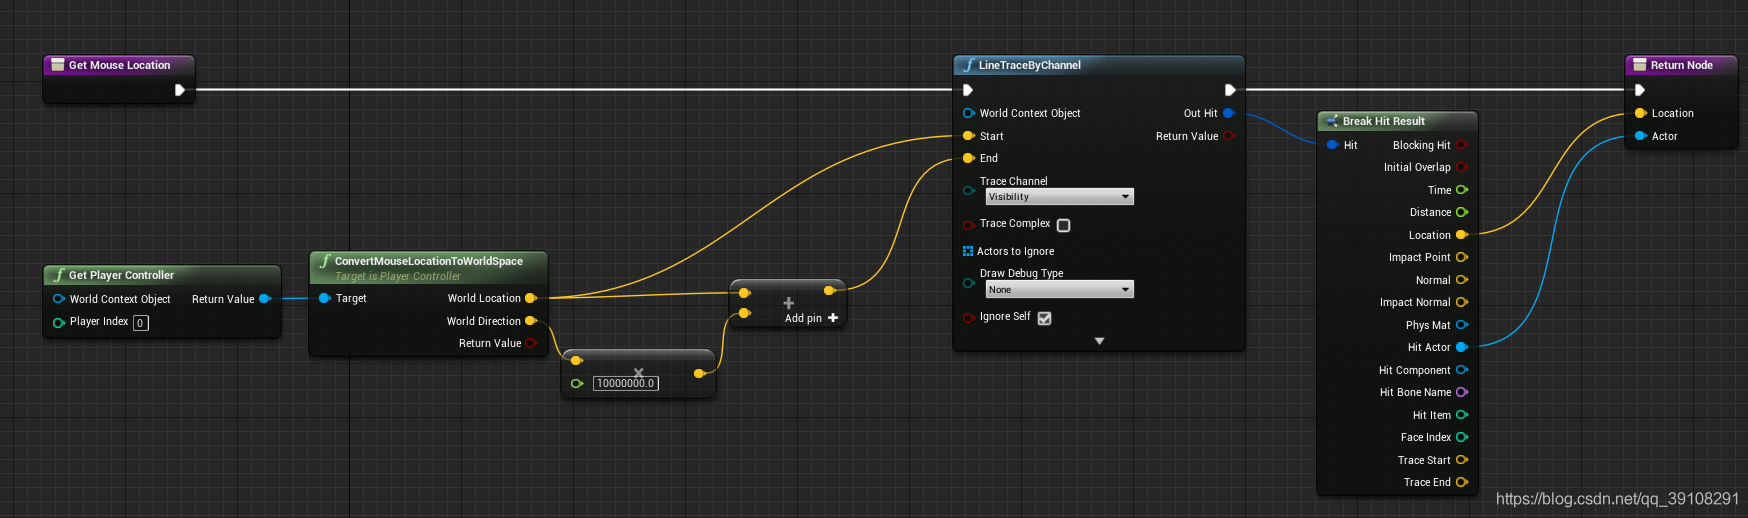 Get Mouse Location
Get Player Controller
World Context Object
Return Value
Player Index 0
ConvertMouseLocationToWorldSpace
Target is Player Controller
Target
World Location
World Direction
Return Value
10000000.0
Add pin
LineTraceByChannel
World Context Object
Out Hit
Start
Return Value
End
Trace Channel
Visibility
Trace Complex
Actors to Ignore
Draw Debug Type
None
Ignore Self
Break Hit Result
Hit
Blocking Hit
Initial Overlap
Time
Distance
Location
Impact Point
Normal
Impact Normal
Phys Mat
Hit Actor
Hit Component
Hit Bone Name
Hit Item
Face Index
Trace Start
Trace End
Return Node
Location
Actor
https://blog.csdn.net/qq_39108291